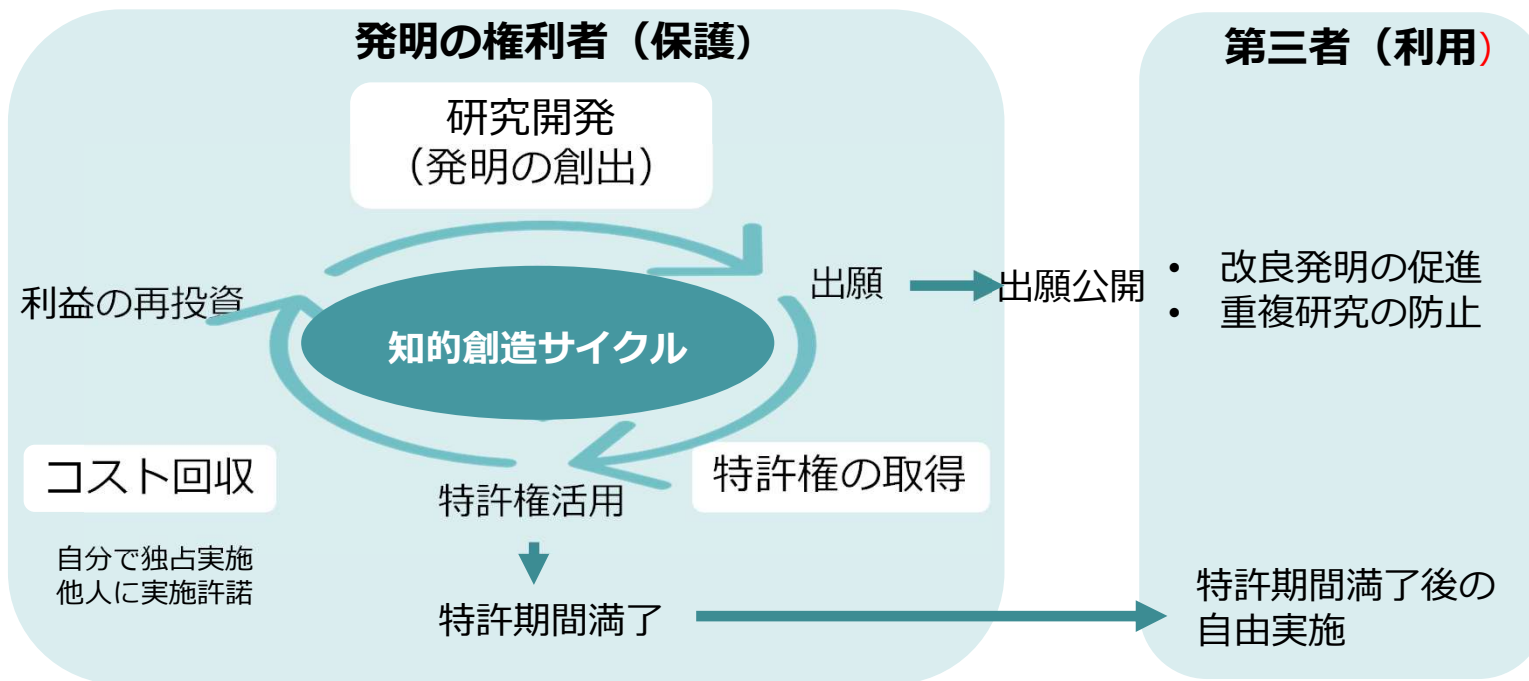 発明の権利者（保護）
第三者（利用）
研究開発
（発明の創出）
出願
出願公開
• 改良発明の促進
• 重複研究の防止
利益の再投資
知的創造サイクル
コスト回収
特許権の取得
特許権活用
自分で独占実施
他人に実施許諾
特許期間満了
特許期間満了後の
自由実施